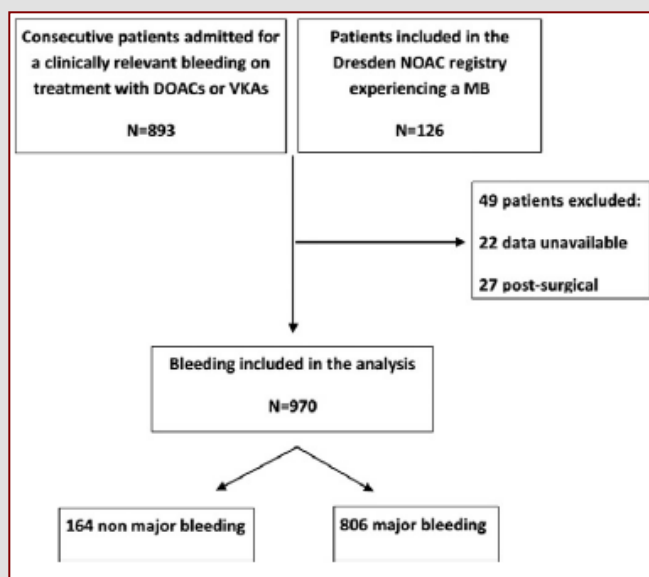 Consecutive patients admitted for
a clinically relevant bleeding on
treatment with DOACs or VKAs
N=893
Patients included in the
Dresden NOAC registry
experiencing a MB
N=126
49 patients excluded:
22 data unavailable
27 post-surgical
Bleeding included in the analysis
N=970
164 non major bleeding
806 major bleeding